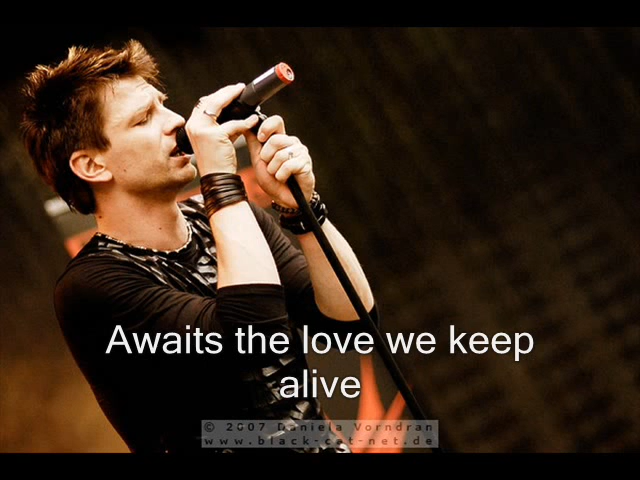 Awaits the love we keep
alive
© 2007 Daniela Vorndran
www.black-cat-net.de